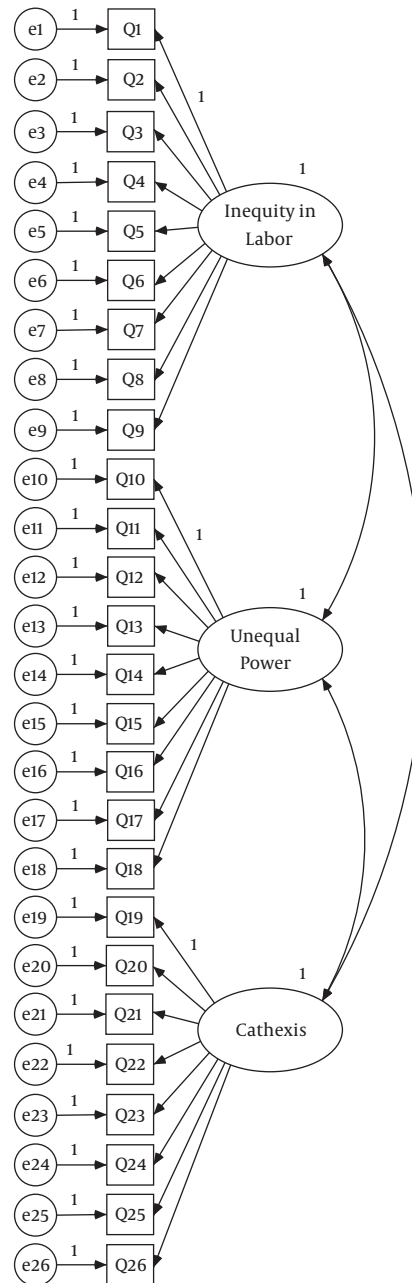 e1 1 Q1
e2 1 Q2
1
e3 1 Q3
e4 1 Q4
1
Inequity in
Labor
e5 1 Q5
e6 1 Q6
e7 1 Q7
e8 1 Q8
e9 1 Q9
e10 1 Q10
e11 1 Q11
1
e12 1 Q12
1
e13 1 Q13
Unequal
Power
e14 1 Q14
e15 1 Q15
e16 1 Q16
e17 1 Q17
e18 1 Q18
e19 1 Q19
1
e20 1 Q20
1
e21 1 Q21
Cathexis
e22 1 Q22
e23 1 Q23
e24 1 Q24
e25 1 Q25
e26 1 Q26